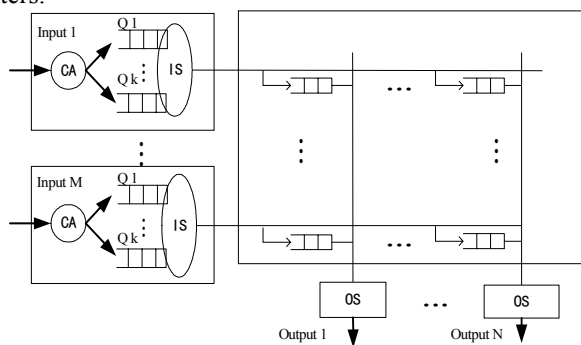 ters.
Input 1
Q 1
CA
IS
Q k
Input M
Q 1
CA
IS
Q k
OS
OS
Output 1
Output N